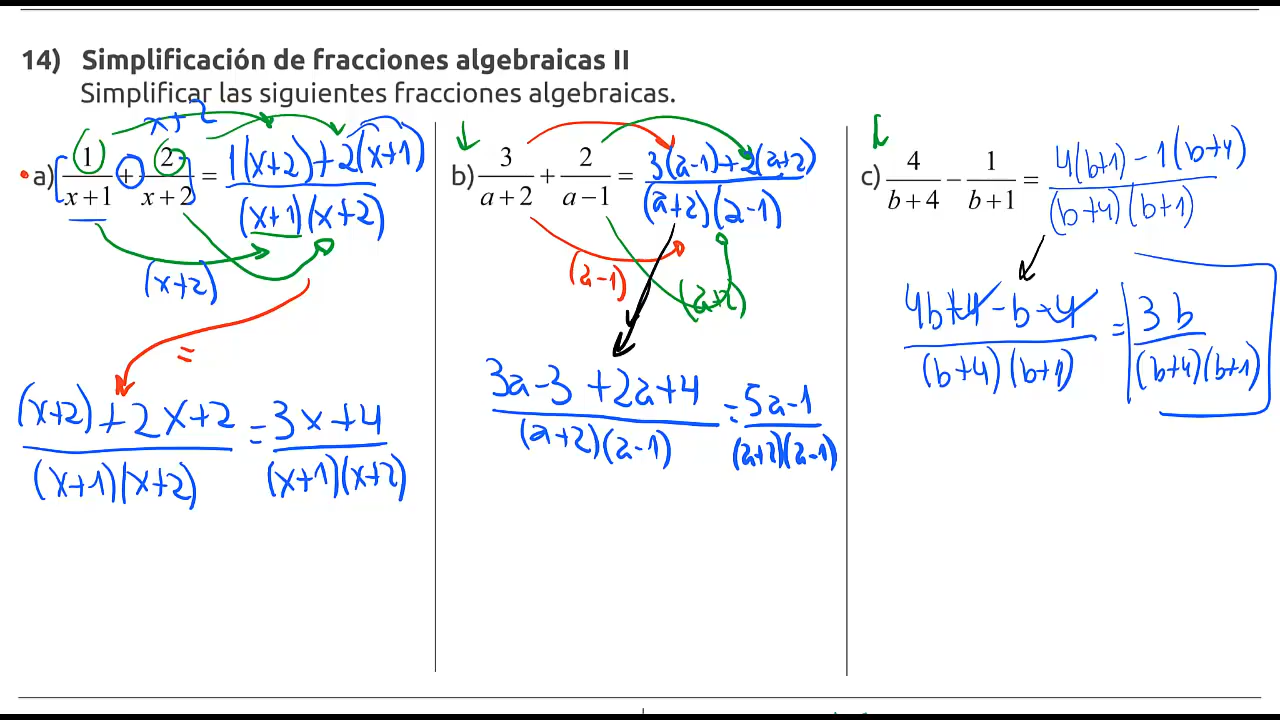 14) Simplificación de fracciones algebraicas II
Simplificar las siguientes fracciones algebraicas.
x+2
a) 1/(x+1) + 2/(x+2) = (1(x+2)+2(x+1))/((x+1)(x+2))
(x+2)
=
((x+2)+2x+2)/((x+1)(x+2)) = (3x+4)/((x+1)(x+2))
b) 3/(a+2) + 2/(a−1) = (3(a-1)+2(a+2))/((a+2)(a-1))
(a-1)
(a+2)
(3a-3+2a+4)/((a+2)(a-1)) = (5a-1)/((a+2)(a-1))
c) 4/(b+4) − 1/(b+1) = (4(b+1)-1(b+4))/((b+4)(b+1))
(4b+4-b-4)/((b+4)(b+1)) = 3b/((b+4)(b+1))